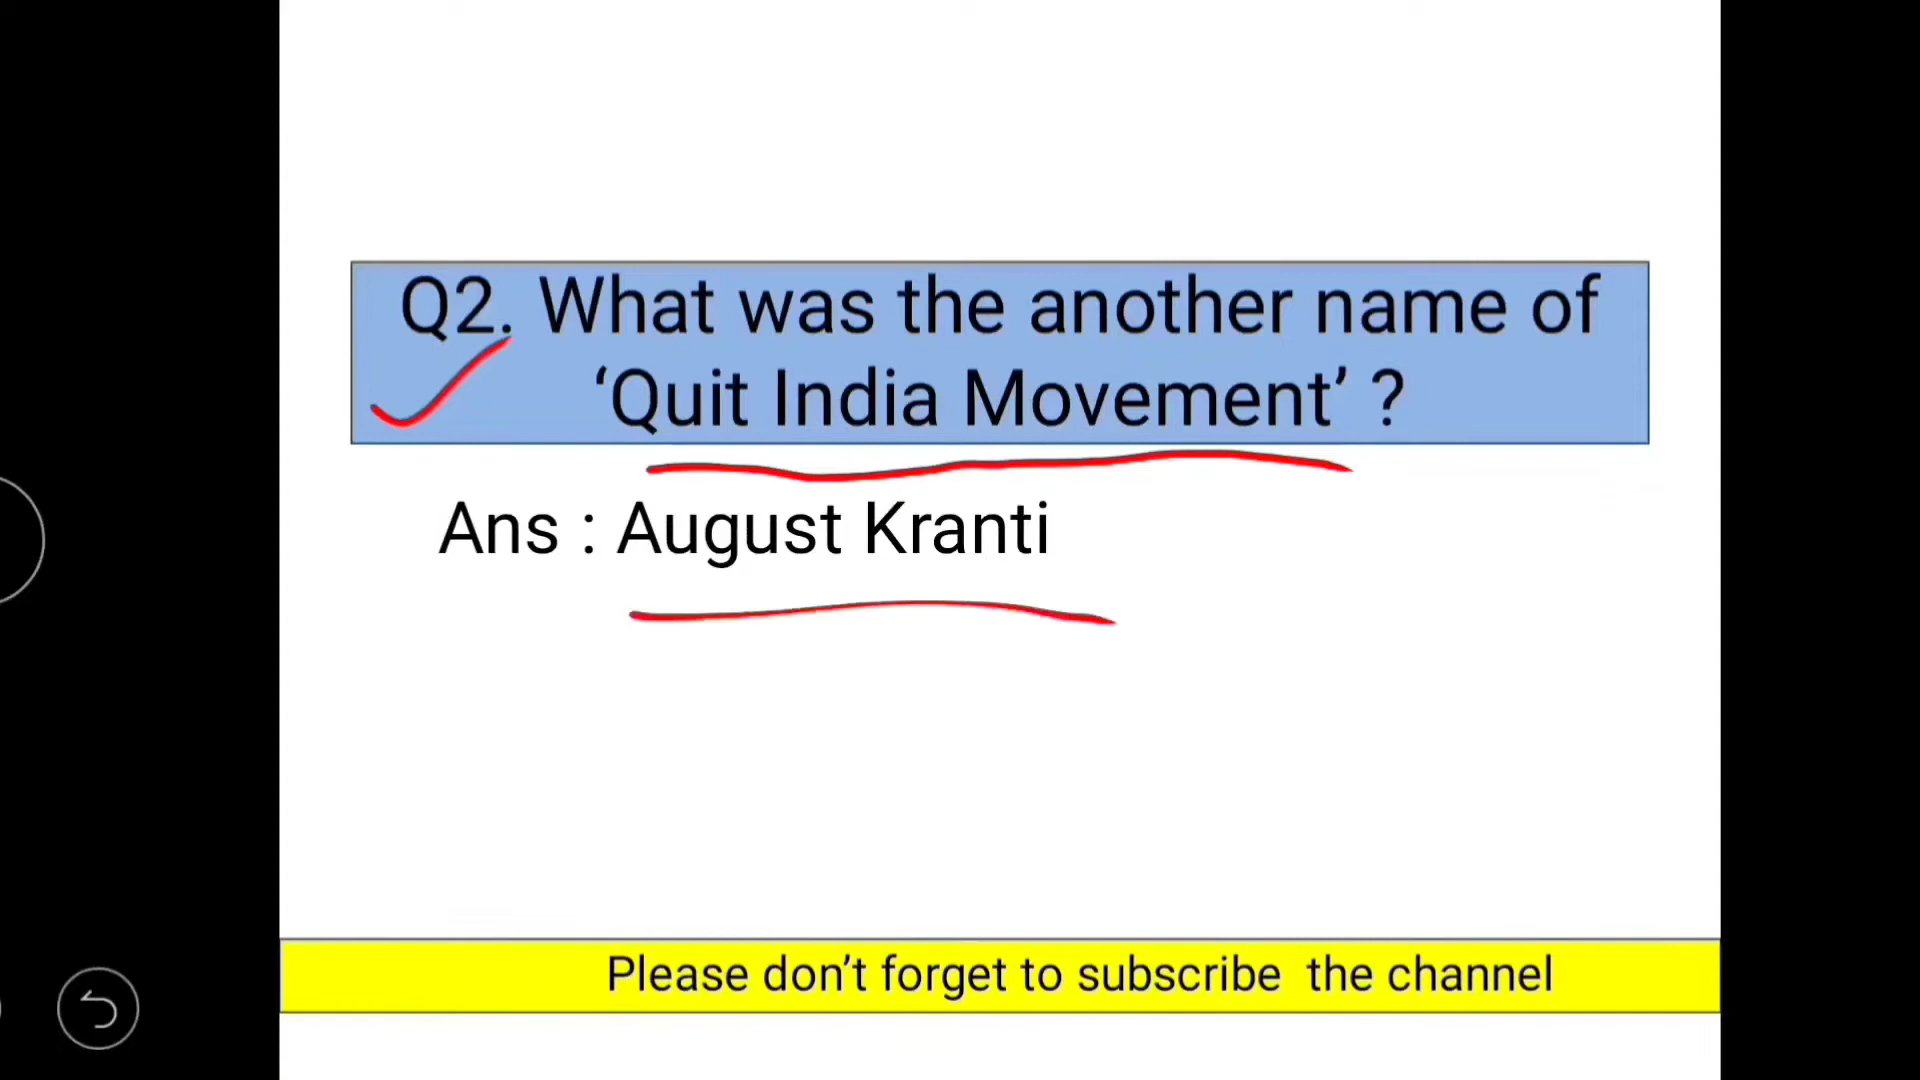 Q2. What was the another name of
‘Quit India Movement’ ?
Ans : August Kranti
Please don’t forget to subscribe the channel